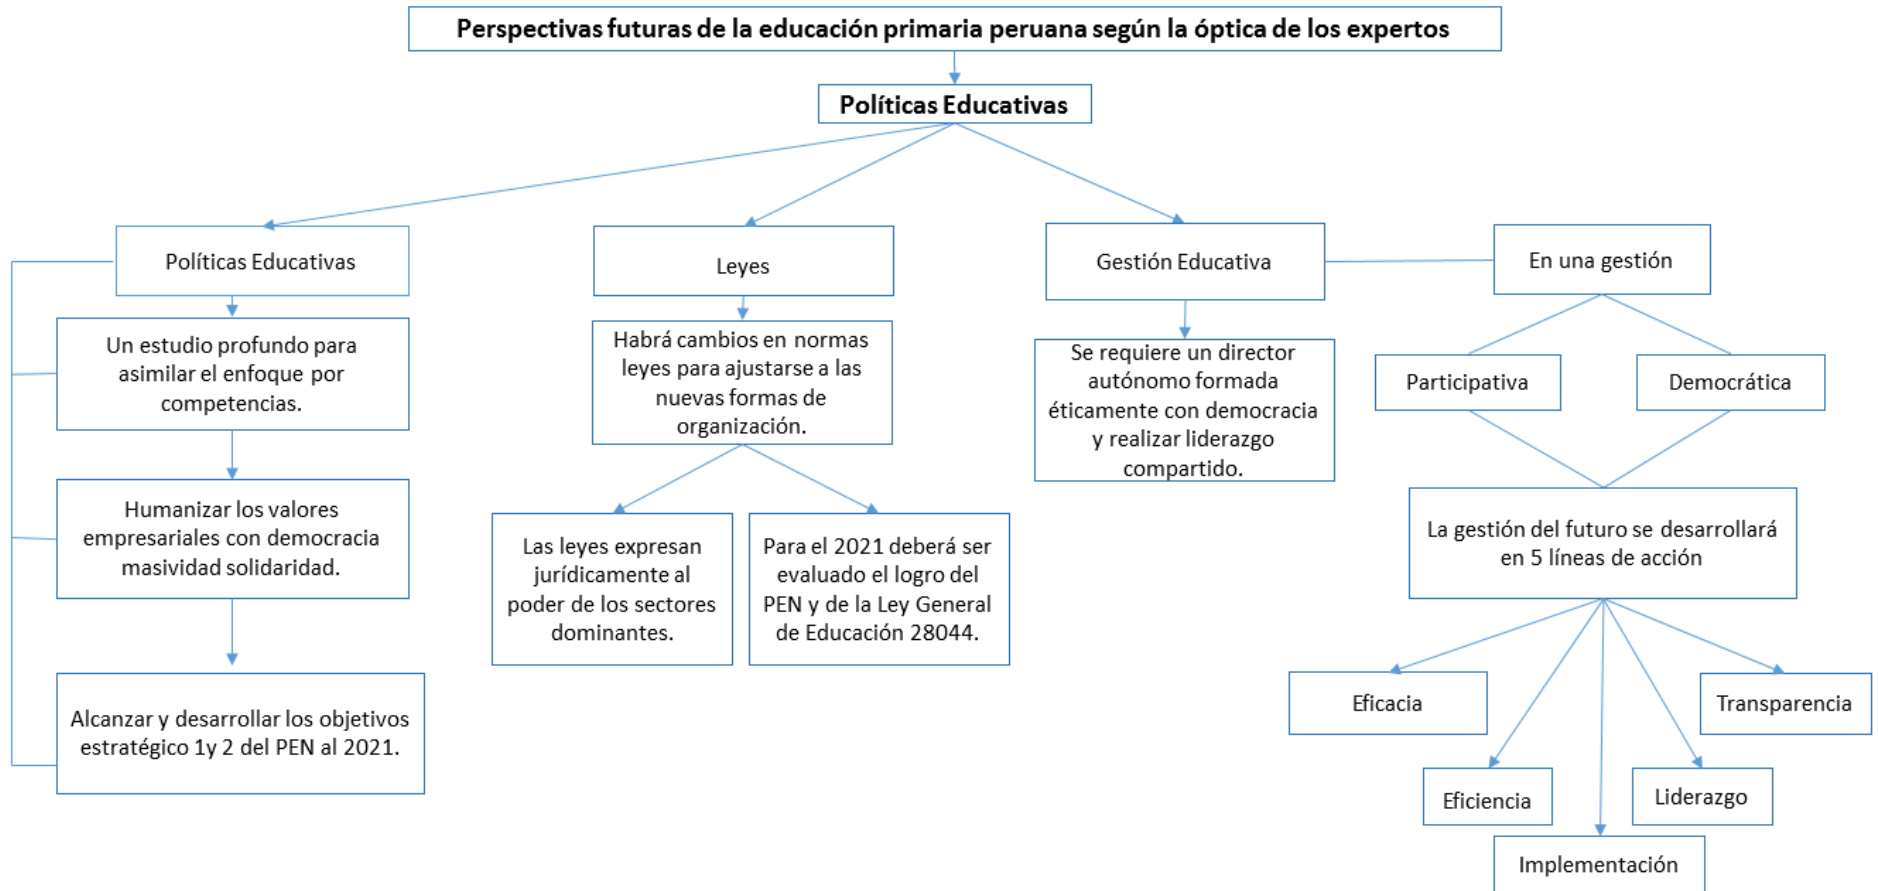 Perspectivas futuras de la educación primaria peruana según la óptica de los expertos
Políticas Educativas
Políticas Educativas
Un estudio profundo para
asimilar el enfoque por
competencias.
Humanizar los valores
empresariales con democracia
masividad solidaridad.
Alcanzar y desarrollar los objetivos
estratégico 1y 2 del PEN al 2021.
Leyes
Habrá cambios en normas
leyes para ajustarse a las
nuevas formas de
organización.
Las leyes expresan
jurídicamente al
poder de los sectores
dominantes.
Para el 2021 deberá ser
evaluado el logro del
PEN y de la Ley General
de Educación 28044.
Gestión Educativa
Se requiere un director
autónomo formada
éticamente con democracia
y realizar liderazgo
compartido.
En una gestión
Participativa
Democrática
La gestión del futuro se desarrollará
en 5 líneas de acción
Eficacia
Eficiencia
Implementación
Liderazgo
Transparencia